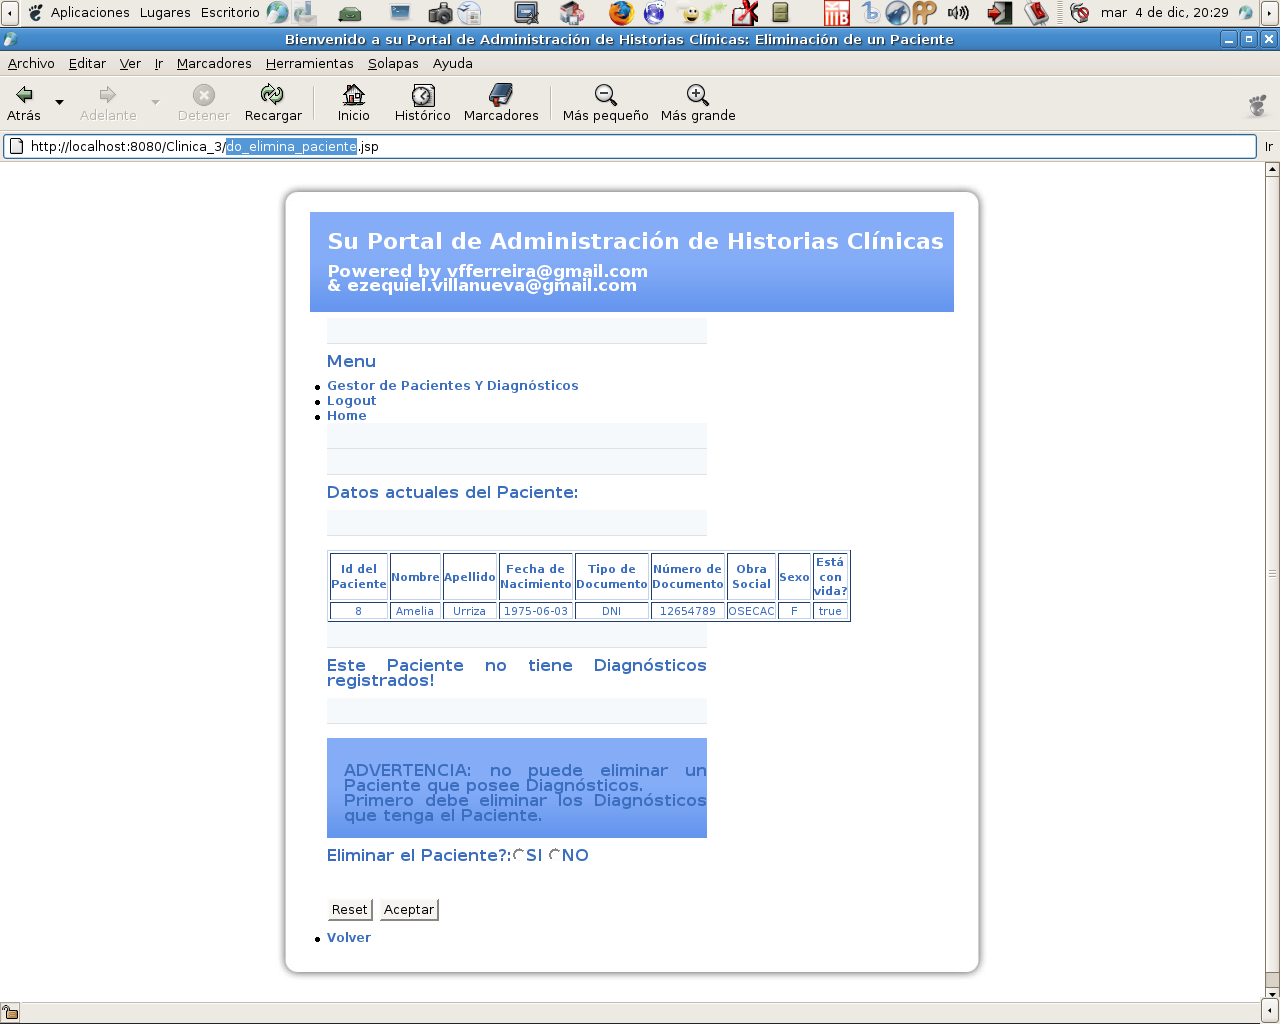 Aplicaciones Lugares Escritorio mar 4 de dic, 20:29
Bienvenido a su Portal de Administración de Historias Clínicas: Eliminación de un Paciente
Archivo Editar Ver Ir Marcadores Herramientas Solapas Ayuda
Atrás Adelante Detener Recargar Inicio Histórico Marcadores Más pequeño Más grande
http://localhost:8080/Clinica_3/do_elimina_paciente.jsp Ir
Su Portal de Administración de Historias Clínicas
Powered by vfferreira@gmail.com
& ezequiel.villanueva@gmail.com
Menu
Gestor de Pacientes Y Diagnósticos
Logout
Home
Datos actuales del Paciente:
Id del Paciente Nombre Apellido Fecha de Nacimiento Tipo de Documento Número de Documento Obra Social Sexo Está con vida?
8 Amelia Urriza 1975-06-03 DNI 12654789 OSECAC F true
Este Paciente no tiene Diagnósticos
registrados!
ADVERTENCIA: no puede eliminar un
Paciente que posee Diagnósticos.
Primero debe eliminar los Diagnósticos
que tenga el Paciente.
Eliminar el Paciente?: SI NO
Reset Aceptar
Volver